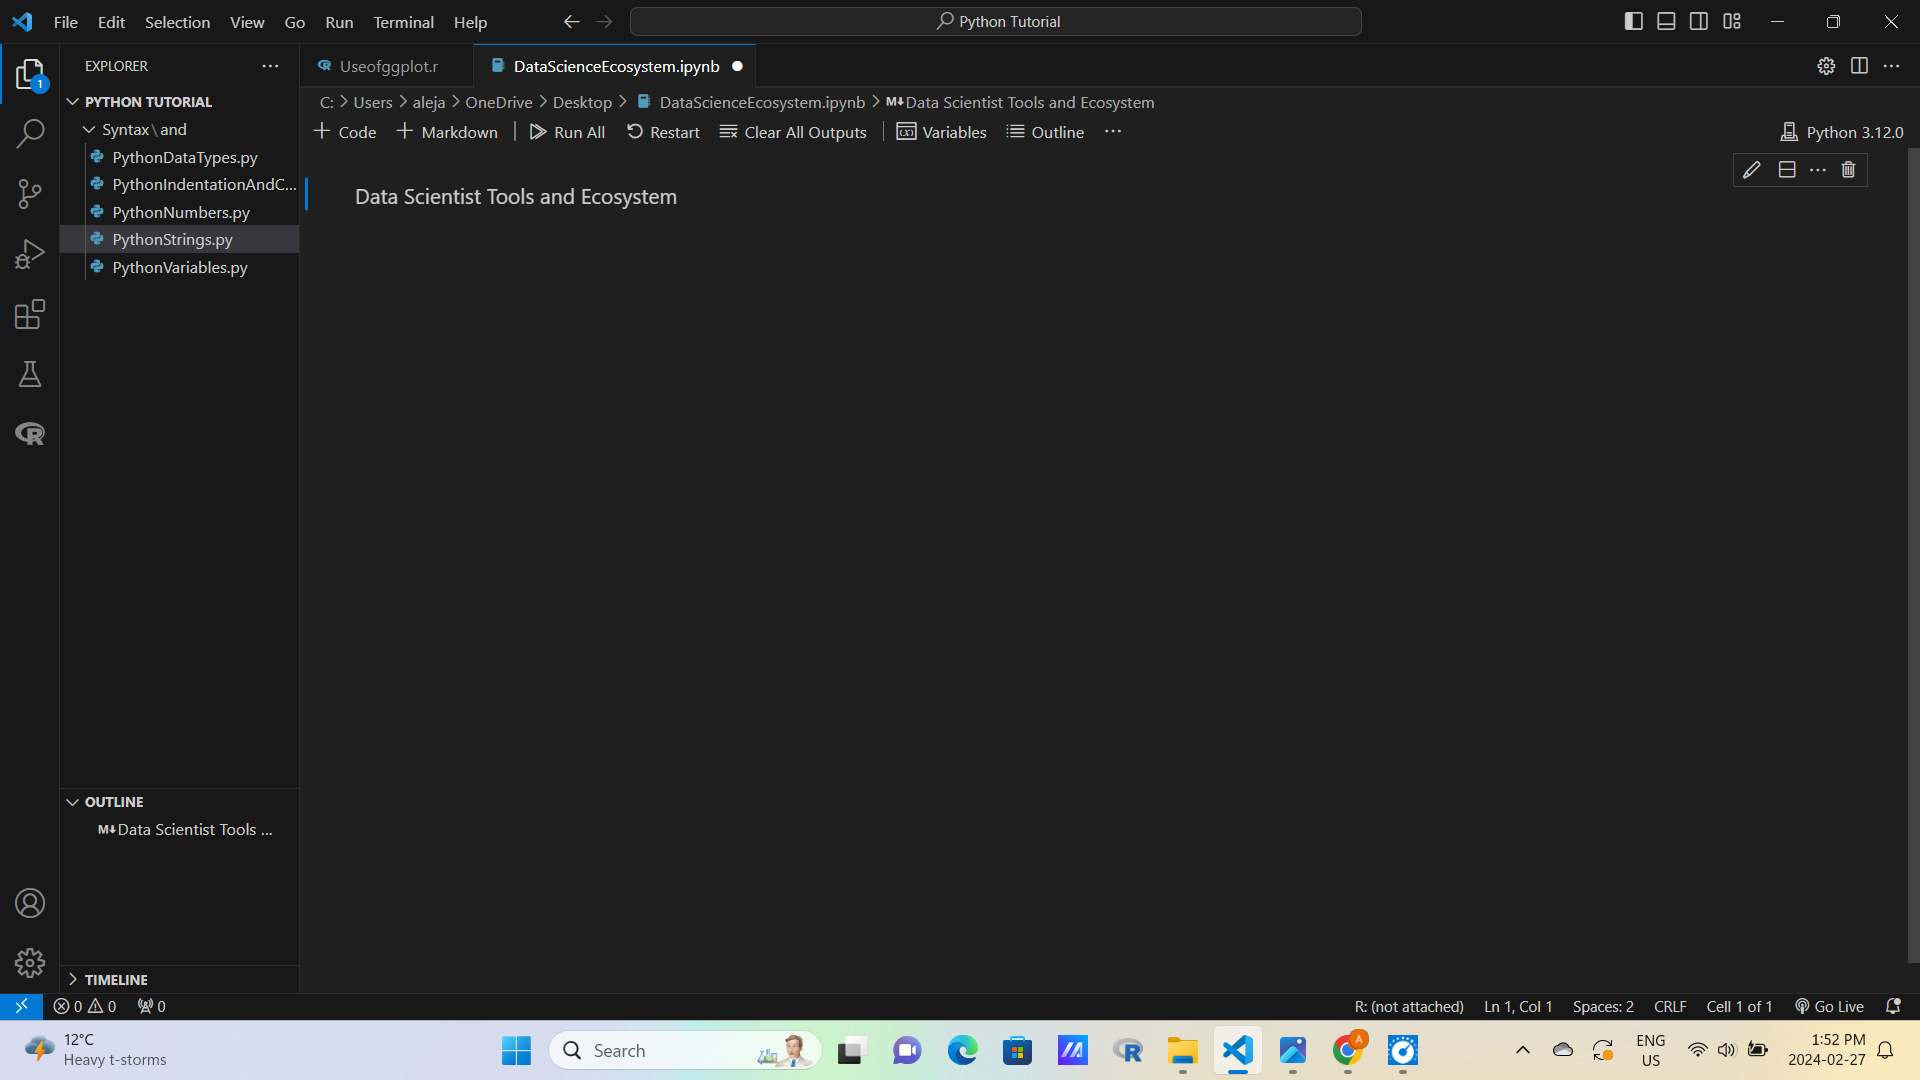 File Edit Selection View Go Run Terminal Help
Python Tutorial
1
EXPLORER
Useofggplot.r
DataScienceEcosystem.ipynb
PYTHON TUTORIAL
C: > Users > aleja > OneDrive > Desktop > DataScienceEcosystem.ipynb > M↓Data Scientist Tools and Ecosystem
Syntax\and
+ Code + Markdown Run All Restart Clear All Outputs Variables Outline ...
Python 3.12.0
PythonDataTypes.py
PythonIndentationAndC...
PythonNumbers.py
PythonStrings.py
PythonVariables.py
Data Scientist Tools and Ecosystem
OUTLINE
M↓Data Scientist Tools ...
TIMELINE
0 0 0
R: (not attached) Ln 1, Col 1 Spaces: 2 CRLF Cell 1 of 1 Go Live
12°C
Heavy t-storms
Search
A
ENG
US
1:52 PM
2024-02-27